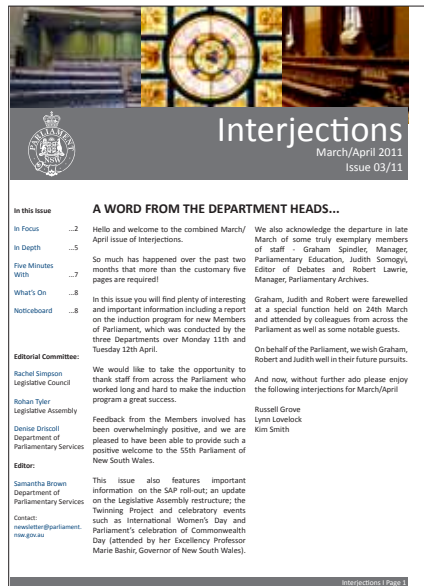 PARLIAMENT
NSW
Interjections
March/April 2011
Issue 03/11
In this Issue
In Focus ...2
In Depth ...5
Five Minutes
With ...7
What's On ...8
Noticeboard ...8
Editorial Committee:
Rachel Simpson
Legislative Council
Rohan Tyler
Legislative Assembly
Denise Driscoll
Department of
Parliamentary Services
Editor:
Samantha Brown
Department of
Parliamentary Services
Contact:
newsletter@parliament.
nsw.gov.au
A WORD FROM THE DEPARTMENT HEADS...
Hello and welcome to the combined March/
April issue of Interjections.
So much has happened over the past two
months that more than the customary five
pages are required!
In this issue you will find plenty of interesting
and important information including a report
on the induction program for new Members
of Parliament, which was conducted by the
three Departments over Monday 11th and
Tuesday 12th April.
We would like to take the opportunity to
thank staff from across the Parliament who
worked long and hard to make the induction
program a great success.
Feedback from the Members involved has
been overwhelmingly positive, and we are
pleased to have been able to provide such a
positive welcome to the 55th Parliament of
New South Wales.
This issue also features important
information on the SAP roll-out; an update
on the Legislative Assembly restructure; the
Twinning Project and celebratory events
such as International Women's Day and
Parliament's celebration of Commonwealth
Day (attended by her Excellency Professor
Marie Bashir, Governor of New South Wales).
We also acknowledge the departure in late
March of some truly exemplary members
of staff - Graham Spindler, Manager,
Parliamentary Education, Judith Somogyi,
Editor of Debates and Robert Lawrie,
Manager, Parliamentary Archives.
Graham, Judith and Robert were farewelled
at a special function held on 24th March
and attended by colleagues from across the
Parliament as well as some notable guests.
On behalf of the Parliament, we wish Graham,
Robert and Judith well in their future pursuits.
And now, without further ado please enjoy
the following interjections for March/April
Russell Grove
Lynn Lovelock
Kim Smith
Interjections I Page 1